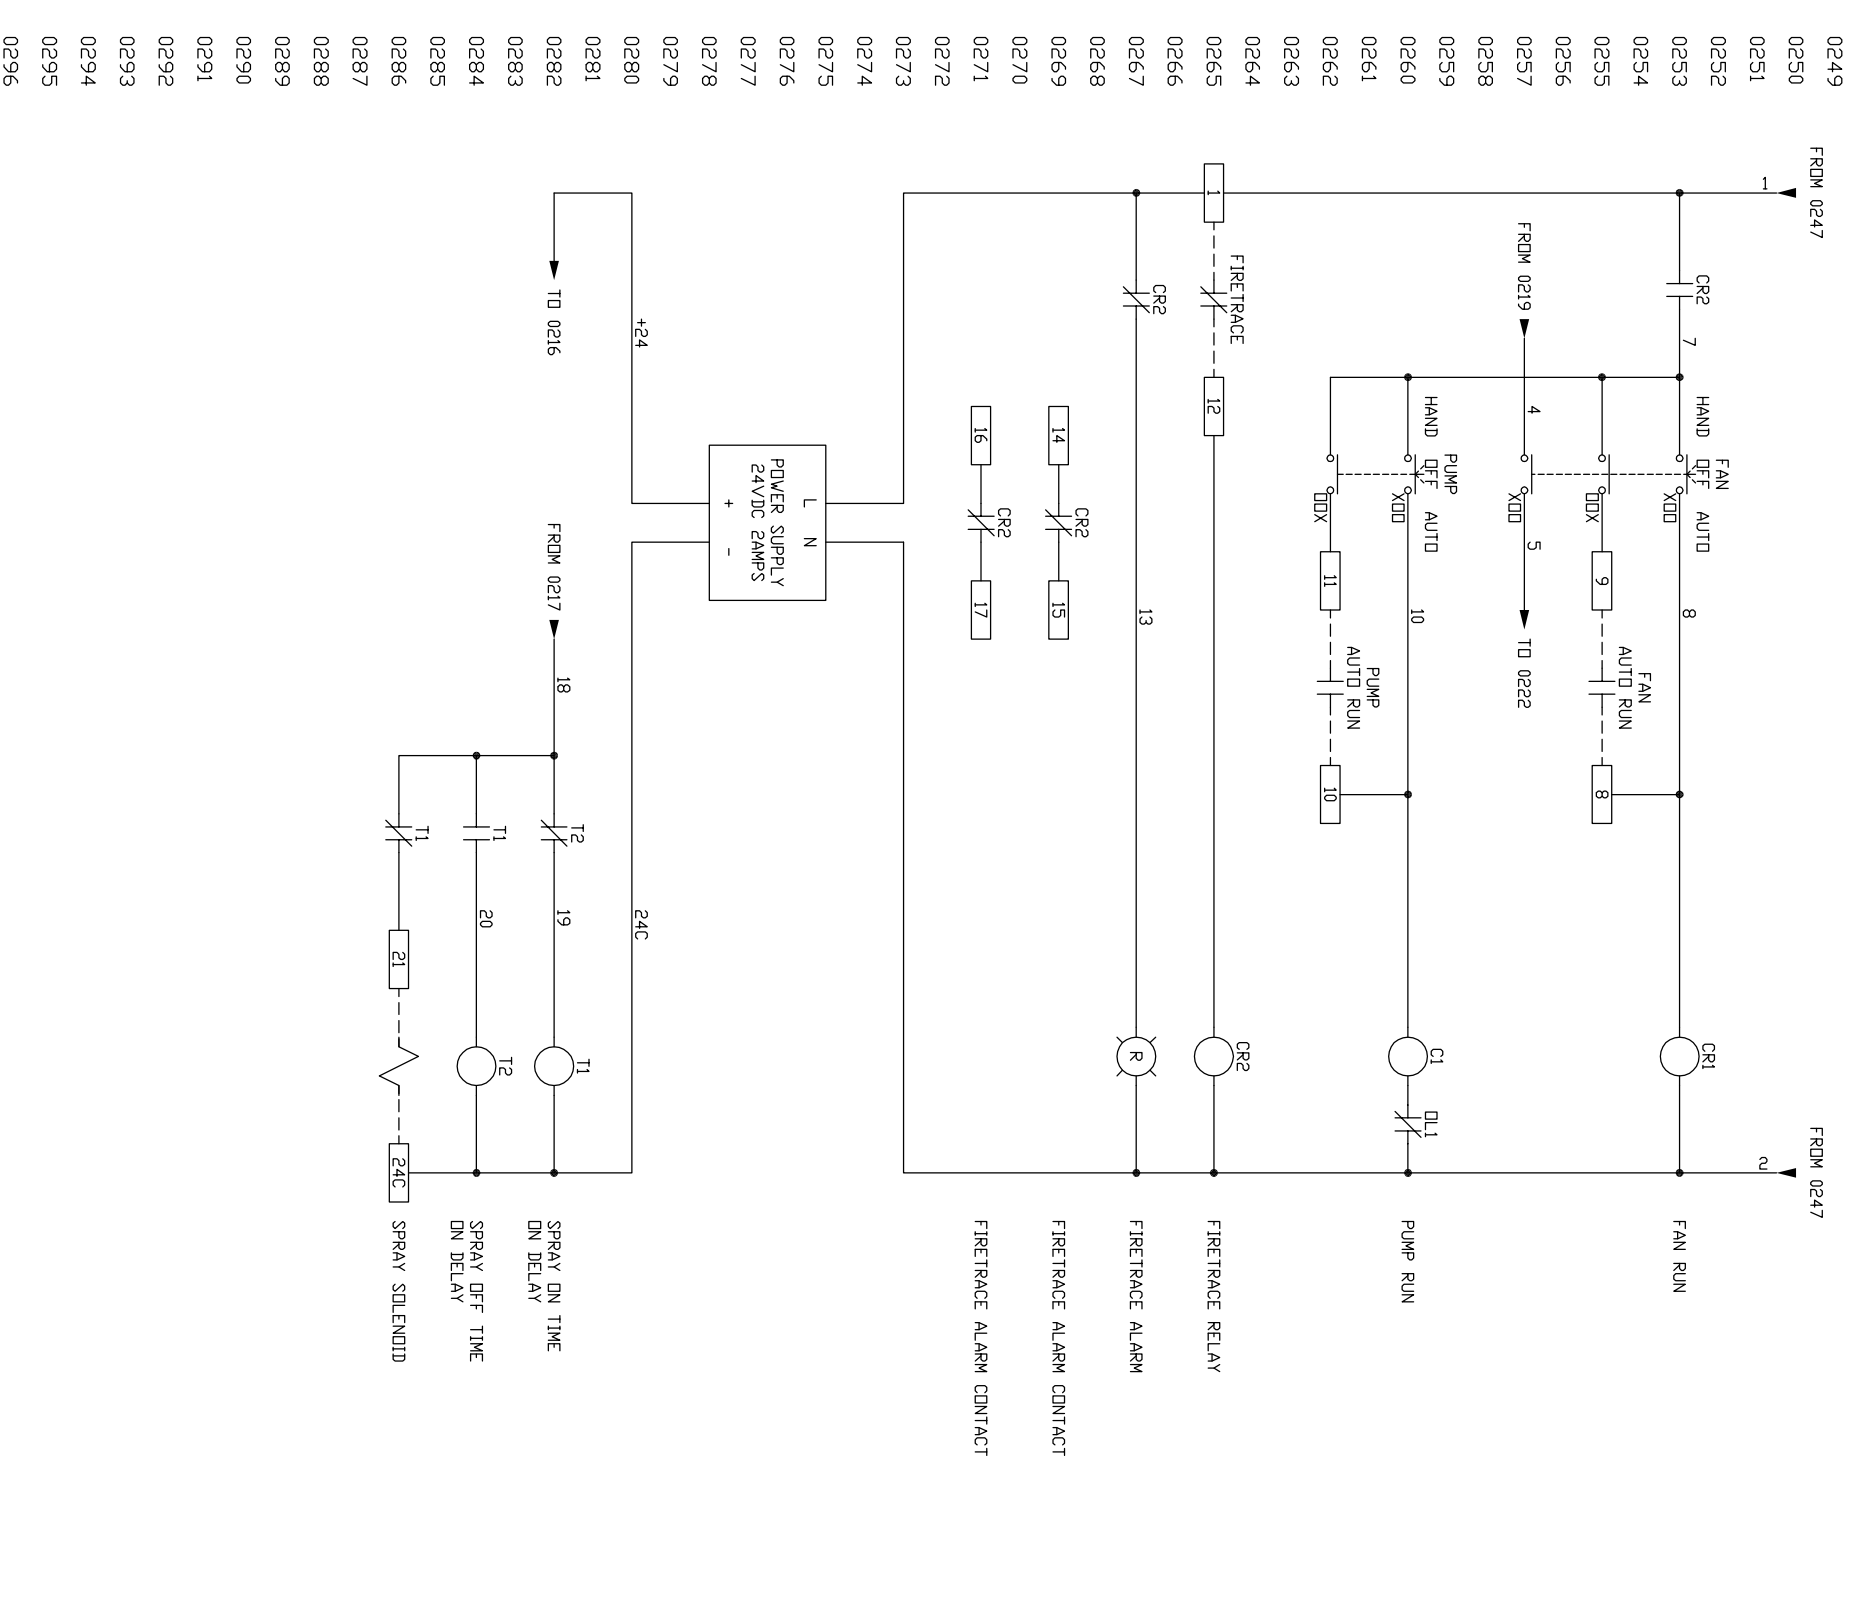 0249
0250
0251
0252
0253
0254
0255
0256
0257
0258
0259
0260
0261
0262
0263
0264
0265
0266
0267
0268
0269
0270
0271
0272
0273
0274
0275
0276
0277
0278
0279
0280
0281
0282
0283
0284
0285
0286
0287
0288
0289
0290
0291
0292
0293
0294
0295
0296
FROM 0247
FROM 0247
1
2
FAN
HAND OFF AUTO
CR2
7
XOO
8
CR1
FAN RUN
FAN
AUTO RUN
OOX
9
8
FROM 0219
4
XOO
5
TO 0222
PUMP
HAND OFF AUTO
XOO
10
C1
OL1
PUMP RUN
PUMP
AUTO RUN
OOX
11
10
FIRETRACE
1
12
CR2
FIRETRACE RELAY
CR2
13
R
FIRETRACE ALARM
CR2
14
15
FIRETRACE ALARM CONTACT
CR2
16
17
FIRETRACE ALARM CONTACT
L
N
POWER SUPPLY
24VDC 2AMPS
+
-
+24
24C
TO 0216
FROM 0217
18
T2
19
T1
SPRAY ON TIME
ON DELAY
T1
20
T2
SPRAY OFF TIME
ON DELAY
T1
21
24C
SPRAY SOLENOID